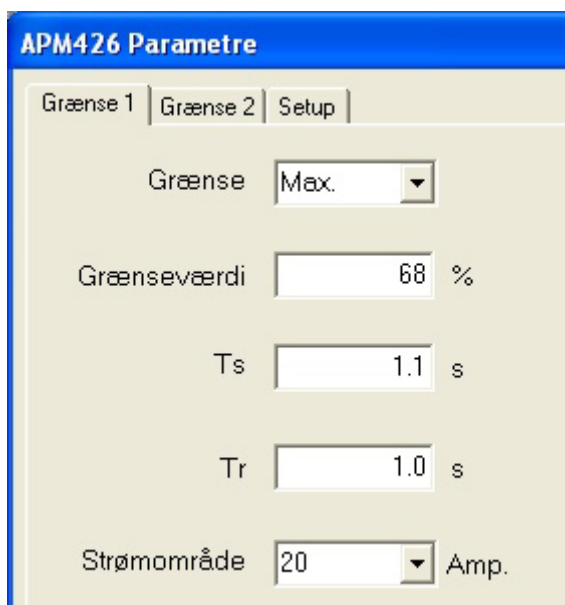 APM426 Parametre
Grænse 1 Grænse 2 Setup
Grænse Max.
Grænseværdi 68 %
Ts 1.1 s
Tr 1.0 s
Strømområde 20 Amp.